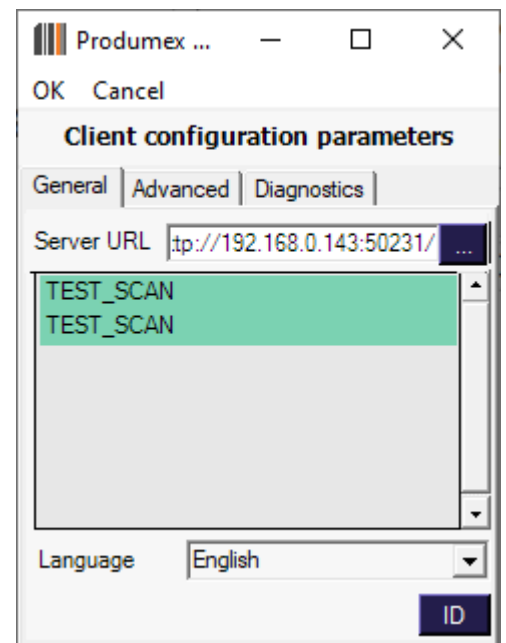 Produmex ...
OK Cancel
Client configuration parameters
General Advanced Diagnostics
Server URL tp://192.168.0.143:50231/ ...
TEST_SCAN
TEST_SCAN
Language English
ID